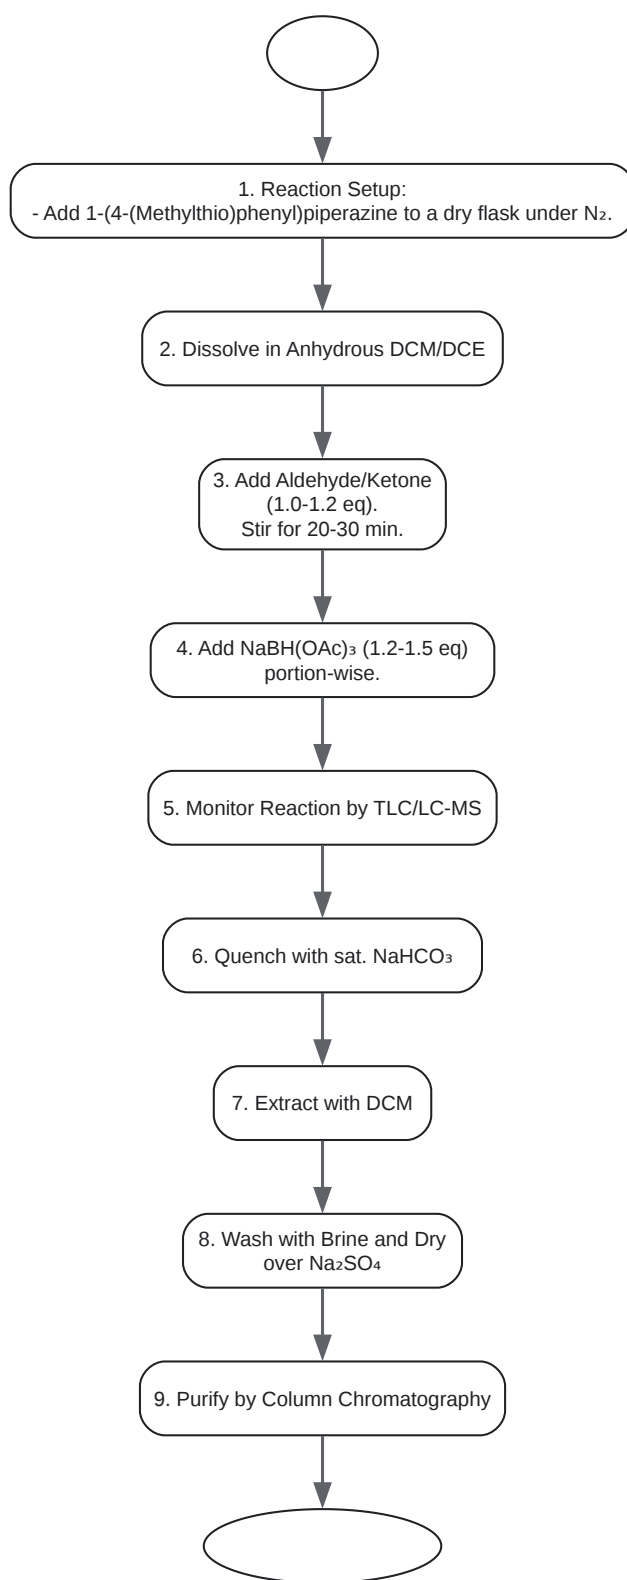 1. Reaction Setup:
- Add 1-(4-(Methylthio)phenyl)piperazine to a dry flask under N₂.
2. Dissolve in Anhydrous DCM/DCE
3. Add Aldehyde/Ketone
(1.0-1.2 eq).
Stir for 20-30 min.
4. Add NaBH(OAc)₃ (1.2-1.5 eq)
portion-wise.
5. Monitor Reaction by TLC/LC-MS
6. Quench with sat. NaHCO₃
7. Extract with DCM
8. Wash with Brine and Dry
over Na₂SO₄
9. Purify by Column Chromatography